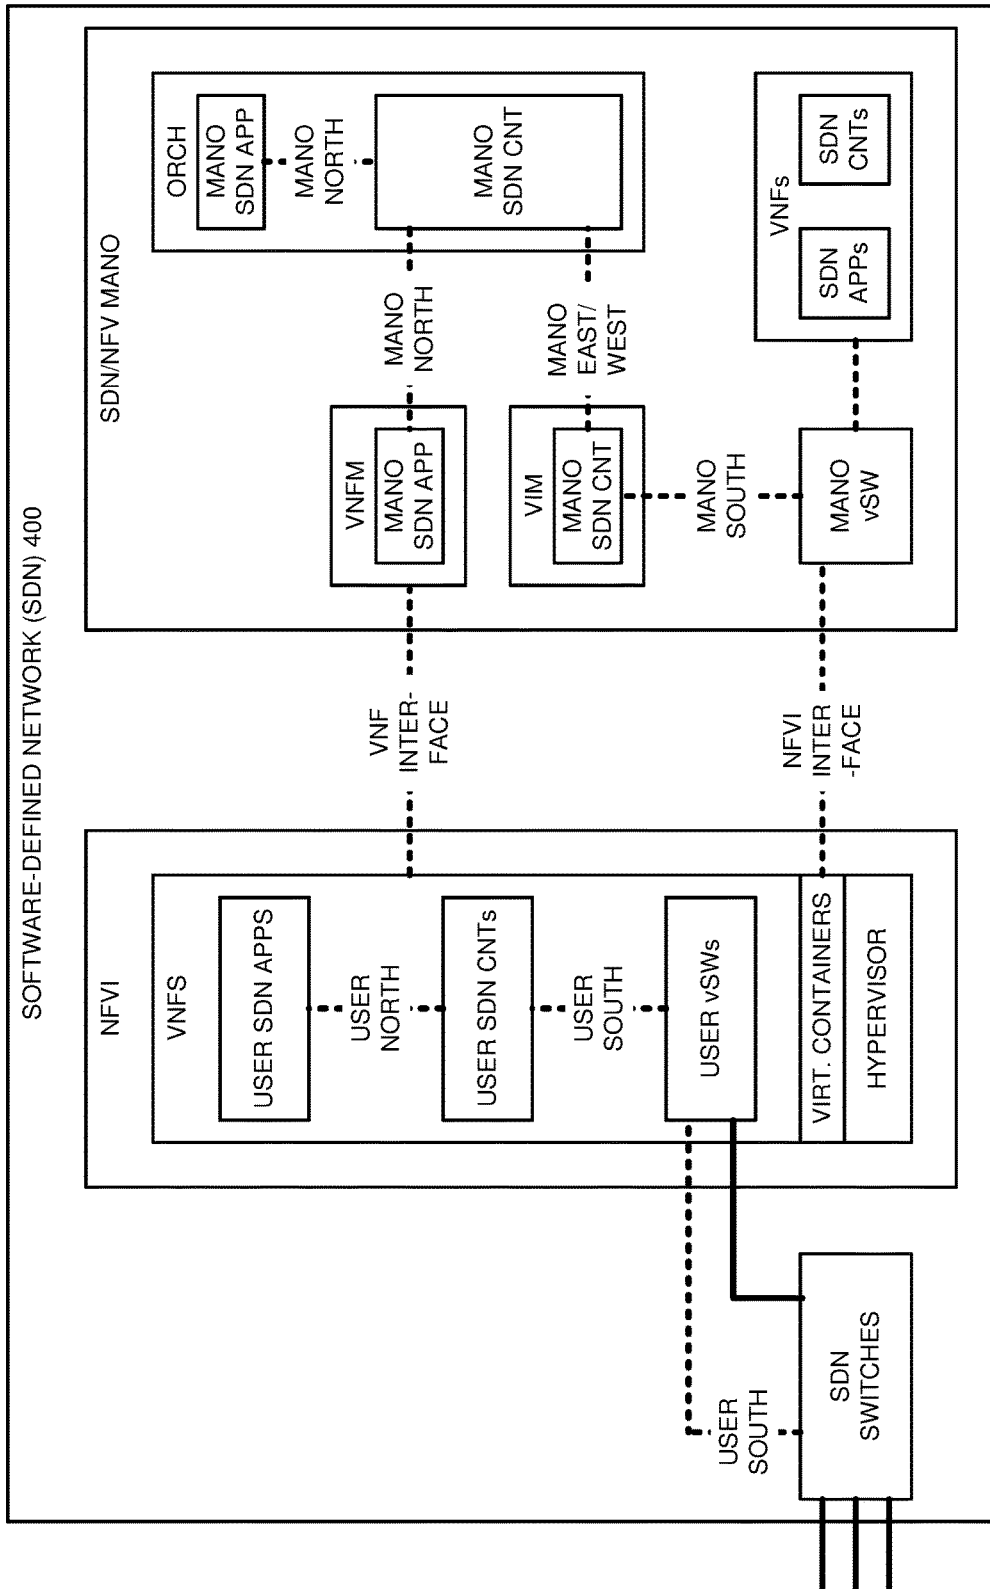 SOFTWARE-DEFINED NETWORK (SDN) 400
NFVI
VNFS
USER SDN APPS
USER
NORTH
USER SDN CNTs
USER
SOUTH
USER vSWs
VIRT. CONTAINERS
HYPERVISOR
USER
SOUTH
SDN
SWITCHES
VNF
INTER-
FACE
NFVI
INTER
-FACE
SDN/NFV MANO
ORCH
MANO
SDN APP
MANO
NORTH
MANO
SDN CNT
MANO
NORTH
MANO
EAST/
WEST
VNFM
MANO
SDN APP
VIM
MANO
SDN CNT
MANO
SOUTH
MANO
vSW
VNFs
SDN
APPs
SDN
CNTs